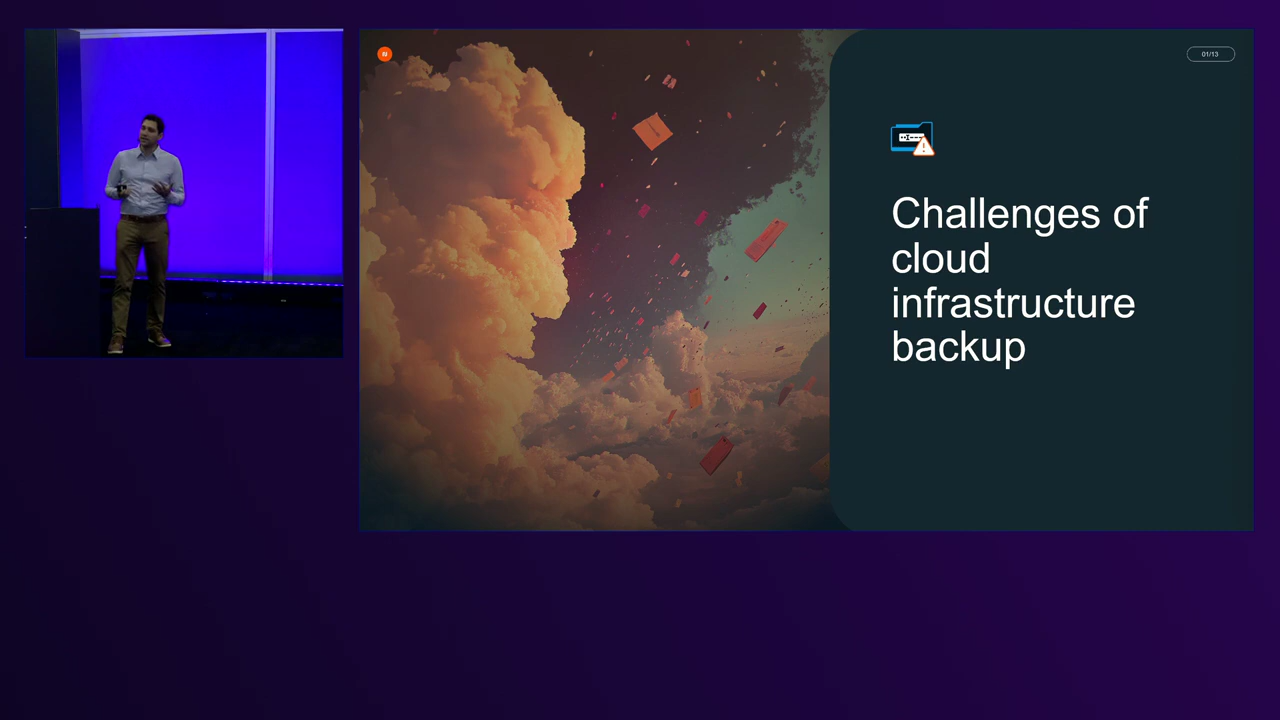 N
01/13
Challenges of
cloud
infrastructure
backup